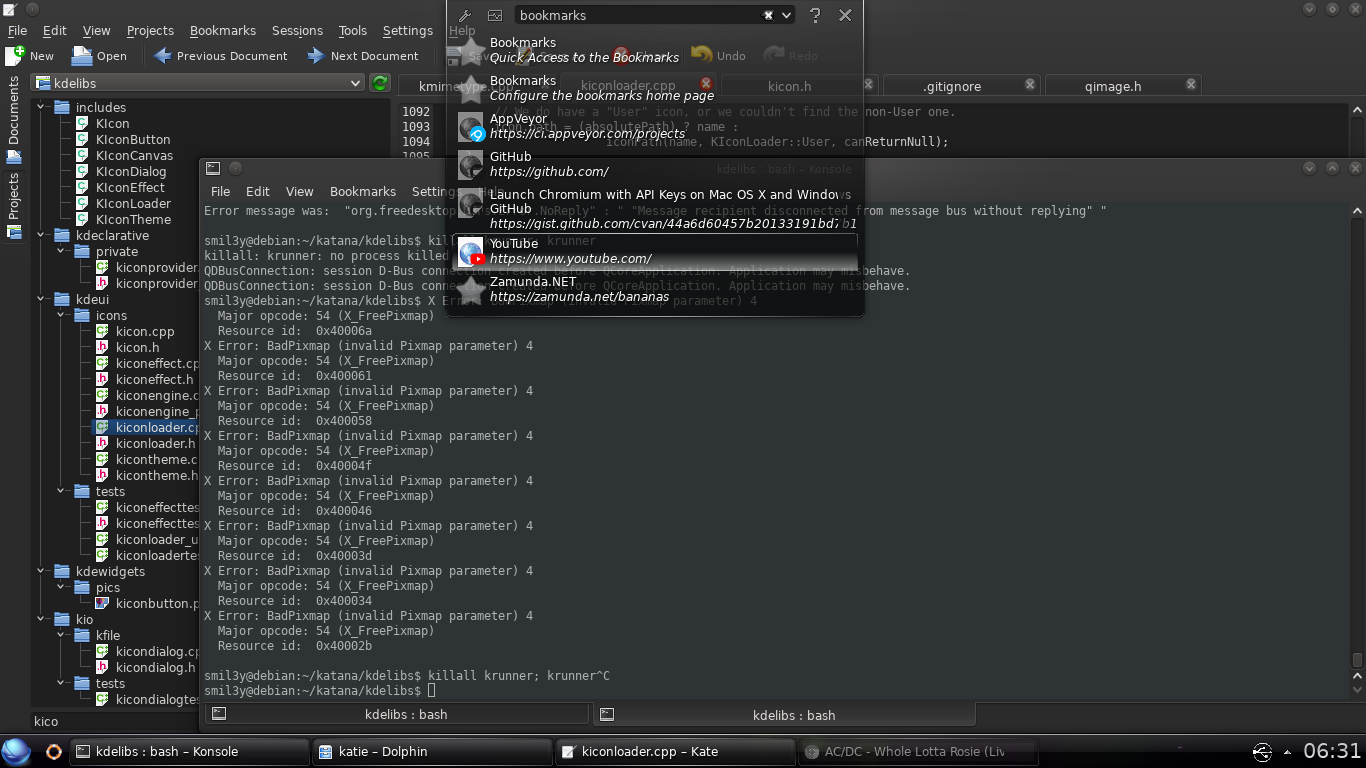 File Edit View Projects Bookmarks Sessions Tools Settings Help
New Open Previous Document Next Document Save Undo Redo
bookmarks
?
Bookmarks
Quick Access to the Bookmarks
Bookmarks
Configure the bookmarks home page
AppVeyor
https://ci.appveyor.com/projects
GitHub
https://github.com/
Launch Chromium with API Keys on Mac OS X and Windows
GitHub
https://gist.github.com/cvan/44a6d60457b20133191bd7b1
YouTube
https://www.youtube.com/
Zamunda.NET
https://zamunda.net/bananas
Documents
Projects
kdelibs
includes
KIcon
KIconButton
KIconCanvas
KIconDialog
KIconEffect
KIconLoader
KIconTheme
kdeclarative
private
kiconprovider.
kiconprovider.
kdeui
icons
kicon.cpp
kicon.h
kiconeffect.cp
kiconeffect.h
kiconengine.c
kiconengine_p
kiconloader.cp
kiconloader.h
kicontheme.c
kicontheme.h
tests
kiconeffecttes
kiconeffecttes
kiconloader_u
kiconloaderte
kdewidgets
pics
kiconbutton.p
kio
kfile
kicondialog.cp
kicondialog.h
tests
kicondialogtes
kico
kmimetype.cpp kiconloader.cpp kicon.h .gitignore qimage.h
1092 // We do have a "User" icon, or we couldn't find the non-User one.
1093 path = (absolutePath) ? name :
1094 iconPath(name, KIconLoader::User, canReturnNull);
1095
kdelibs : bash – Konsole
File Edit View Bookmarks Settings Help
Error message was: "org.freedesktop.DBus.Error.NoReply" : " "Message recipient disconnected from message bus without replying" "
smil3y@debian:~/katana/kdelibs$ killall krunner; krunner
killall: krunner: no process killed
QDBusConnection: session D-Bus connection created before QCoreApplication. Application may misbehave.
QDBusConnection: session D-Bus connection created before QCoreApplication. Application may misbehave.
smil3y@debian:~/katana/kdelibs$ X Error: BadPixmap (invalid Pixmap parameter) 4
Major opcode: 54 (X_FreePixmap)
Resource id: 0x40006a
X Error: BadPixmap (invalid Pixmap parameter) 4
Major opcode: 54 (X_FreePixmap)
Resource id: 0x400061
X Error: BadPixmap (invalid Pixmap parameter) 4
Major opcode: 54 (X_FreePixmap)
Resource id: 0x400058
X Error: BadPixmap (invalid Pixmap parameter) 4
Major opcode: 54 (X_FreePixmap)
Resource id: 0x40004f
X Error: BadPixmap (invalid Pixmap parameter) 4
Major opcode: 54 (X_FreePixmap)
Resource id: 0x400046
X Error: BadPixmap (invalid Pixmap parameter) 4
Major opcode: 54 (X_FreePixmap)
Resource id: 0x40003d
X Error: BadPixmap (invalid Pixmap parameter) 4
Major opcode: 54 (X_FreePixmap)
Resource id: 0x400034
X Error: BadPixmap (invalid Pixmap parameter) 4
Major opcode: 54 (X_FreePixmap)
Resource id: 0x40002b
smil3y@debian:~/katana/kdelibs$ killall krunner; krunner^C
smil3y@debian:~/katana/kdelibs$
kdelibs : bash kdelibs : bash
kdelibs : bash – Konsole katie – Dolphin kiconloader.cpp – Kate AC/DC - Whole Lotta Rosie (Liv 06:31